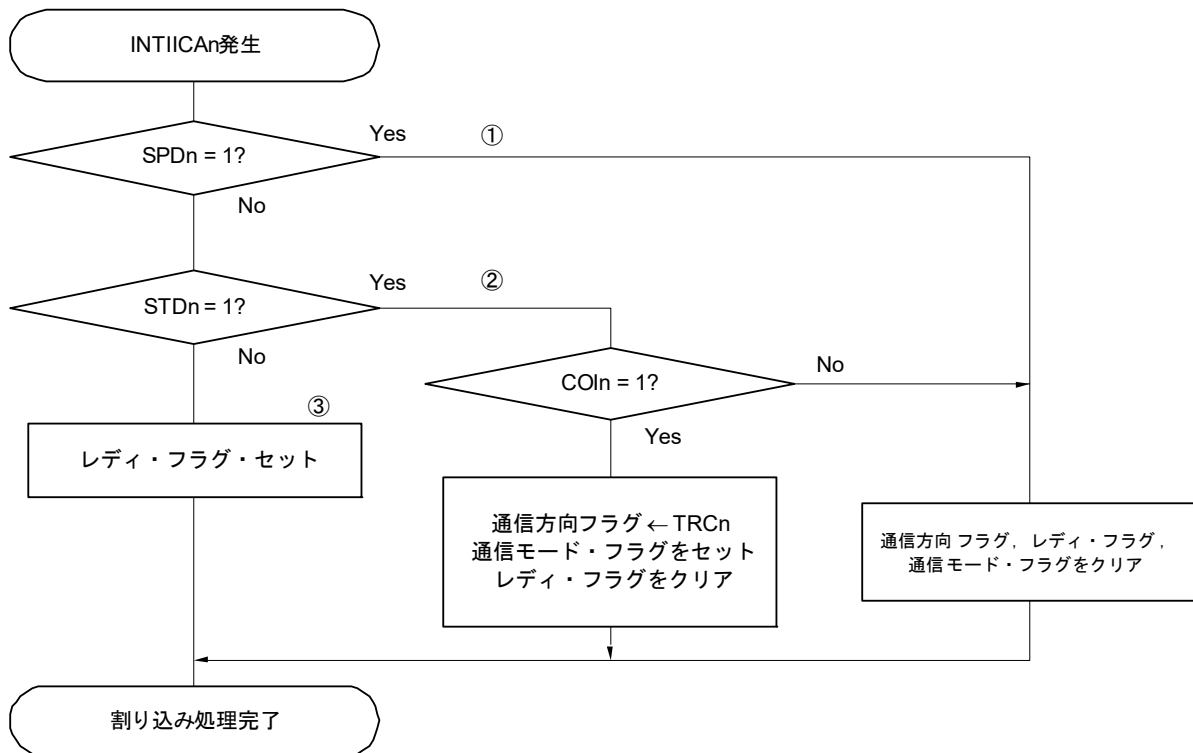 INTIICAn発生
SPDn = 1?
Yes
①
No
STDn = 1?
Yes
②
No
COIn = 1?
No
Yes
③
レディ・フラグ・セット
通信方向フラグ ← TRCn
通信モード・フラグをセット
レディ・フラグをクリア
通信方向 フラグ，レディ・フラグ，
通信 モード・フラグをクリア
割り込み処理完了